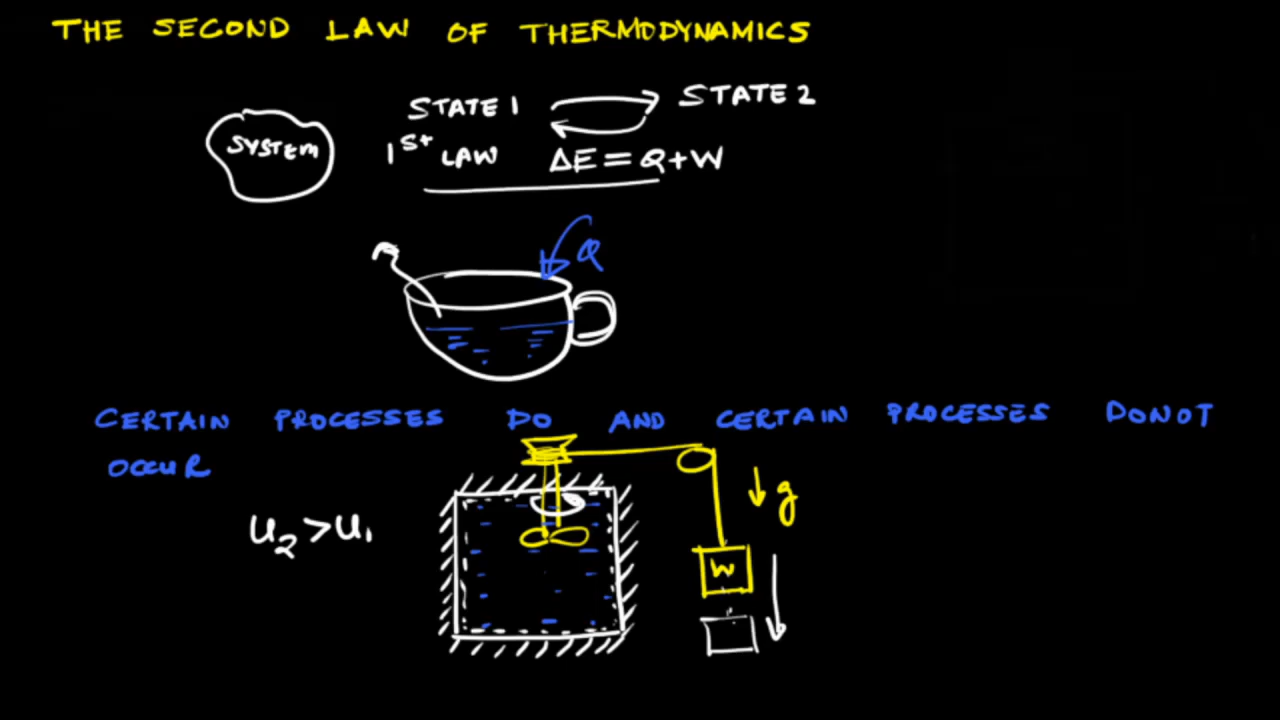 THE SECOND LAW OF THERMODYNAMICS
STATE 1 STATE 2
SYSTEM
1st LAW ΔE = Q + W
Q
CERTAIN PROCESSES DO AND CERTAIN PROCESSES DONOT
OCCUR
g
U2 > U1
W